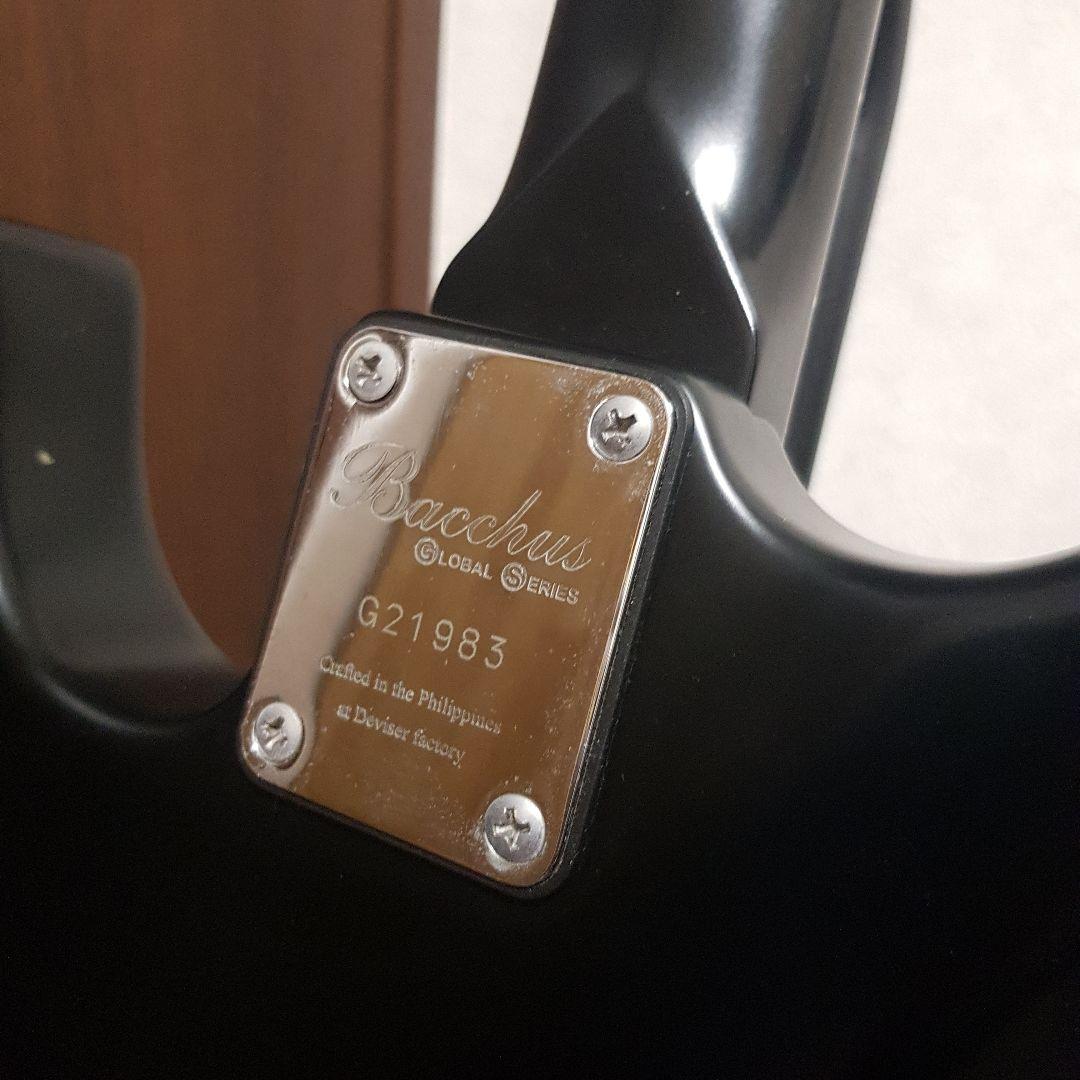 Bacchus
GLOBAL SERIES
G21983
Crafted in the Philippines
at Deviser factory